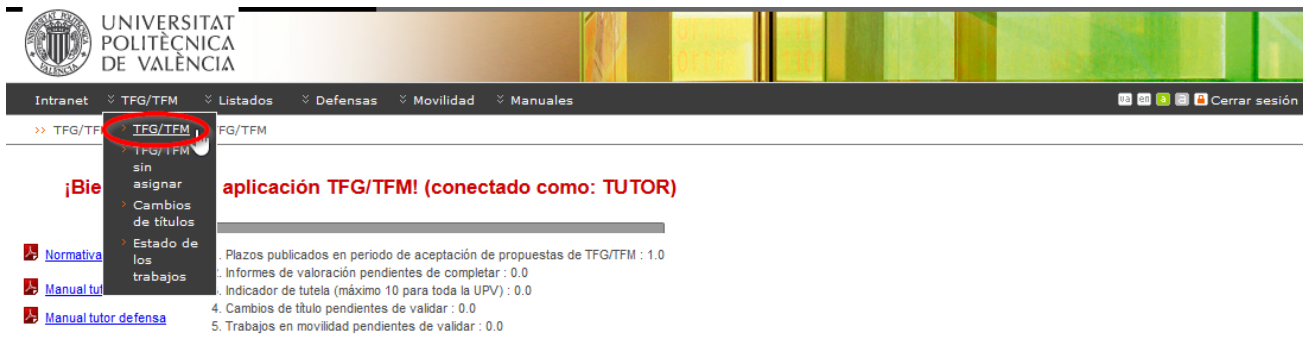 UNIVERSITAT
POLITÈCNICA
DE VALÈNCIA
Intranet TFG/TFM Listados Defensas Movilidad Manuales va en a a Cerrar sesión
>> TFG/TF FG/TFM
TFG/TFM
TFG/TFM
sin
asignar
Cambios
de títulos
Estado de
los
trabajos
¡Bie aplicación TFG/TFM! (conectado como: TUTOR)
Normativa
Manual tut
Manual tutor defensa
. Plazos publicados en periodo de aceptación de propuestas de TFG/TFM : 1.0
2. Informes de valoración pendientes de completar : 0.0
3. Indicador de tutela (máximo 10 para toda la UPV) : 0.0
4. Cambios de título pendientes de validar : 0.0
5. Trabajos en movilidad pendientes de validar : 0.0